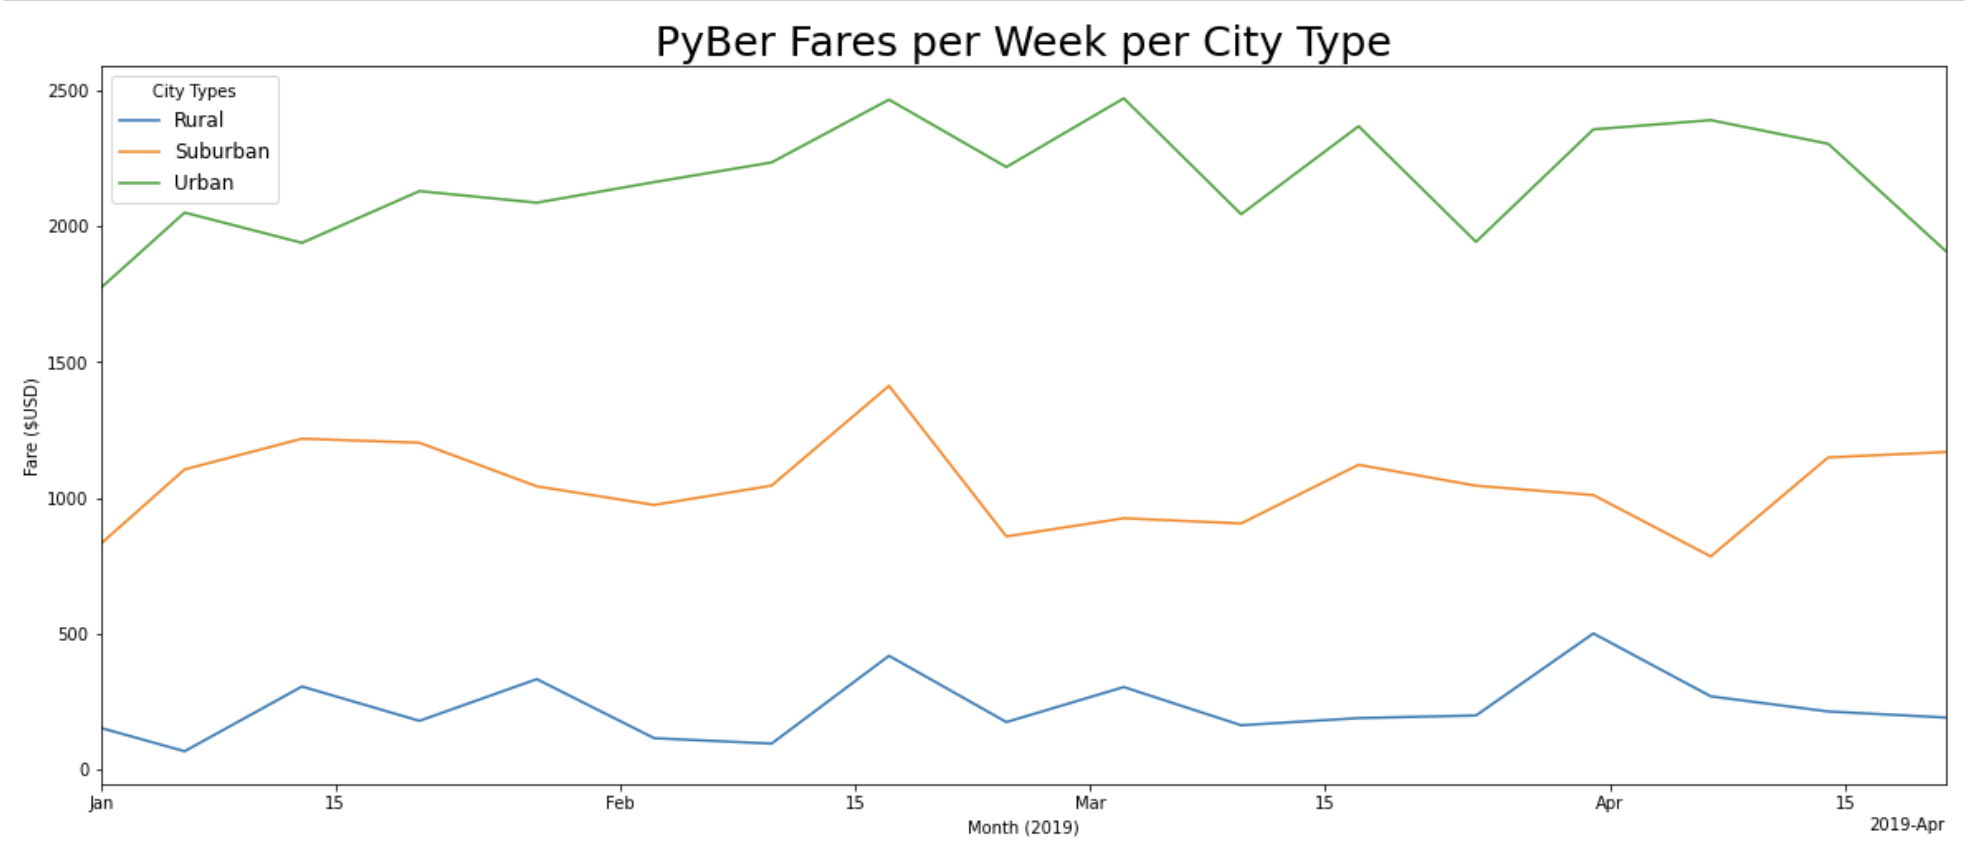 PyBer Fares per Week per City Type
City Types
Rural
Suburban
Urban
Fare ($USD)
2500
2000
1500
1000
500
0
Jan 15 Feb 15 Mar 15 Apr 15
2019-Apr
Month (2019)